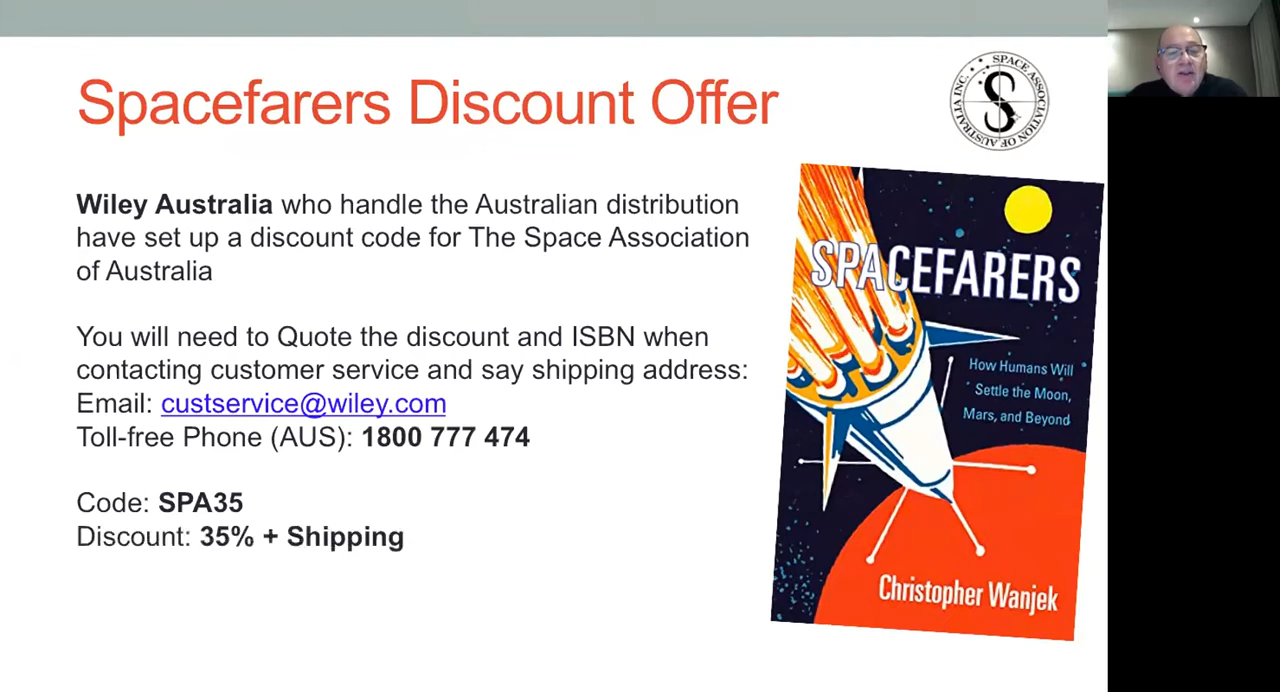 Spacefarers Discount Offer
SPACE ASSOCIATION OF AUSTRALIA INC.
S
Wiley Australia who handle the Australian distribution
have set up a discount code for The Space Association
of Australia
You will need to Quote the discount and ISBN when
contacting customer service and say shipping address:
Email: custservice@wiley.com
Toll-free Phone (AUS): 1800 777 474
Code: SPA35
Discount: 35% + Shipping
SPACEFARERS
How Humans Will
Settle the Moon,
Mars, and Beyond
Christopher Wanjek